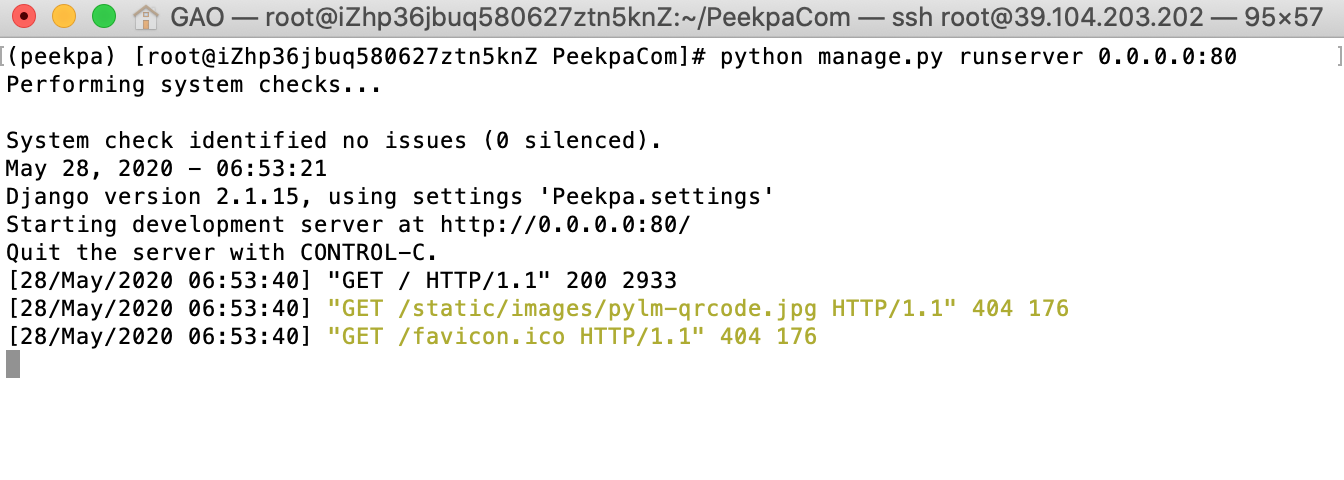 GAO — root@iZhp36jbuq580627ztn5knZ:~/PeekpaCom — ssh root@39.104.203.202 — 95×57
[(peekpa) [root@iZhp36jbuq580627ztn5knZ PeekpaCom]# python manage.py runserver 0.0.0.0:80 ]
Performing system checks...
System check identified no issues (0 silenced).
May 28, 2020 - 06:53:21
Django version 2.1.15, using settings 'Peekpa.settings'
Starting development server at http://0.0.0.0:80/
Quit the server with CONTROL-C.
[28/May/2020 06:53:40] "GET / HTTP/1.1" 200 2933
[28/May/2020 06:53:40] "GET /static/images/pylm-qrcode.jpg HTTP/1.1" 404 176
[28/May/2020 06:53:40] "GET /favicon.ico HTTP/1.1" 404 176